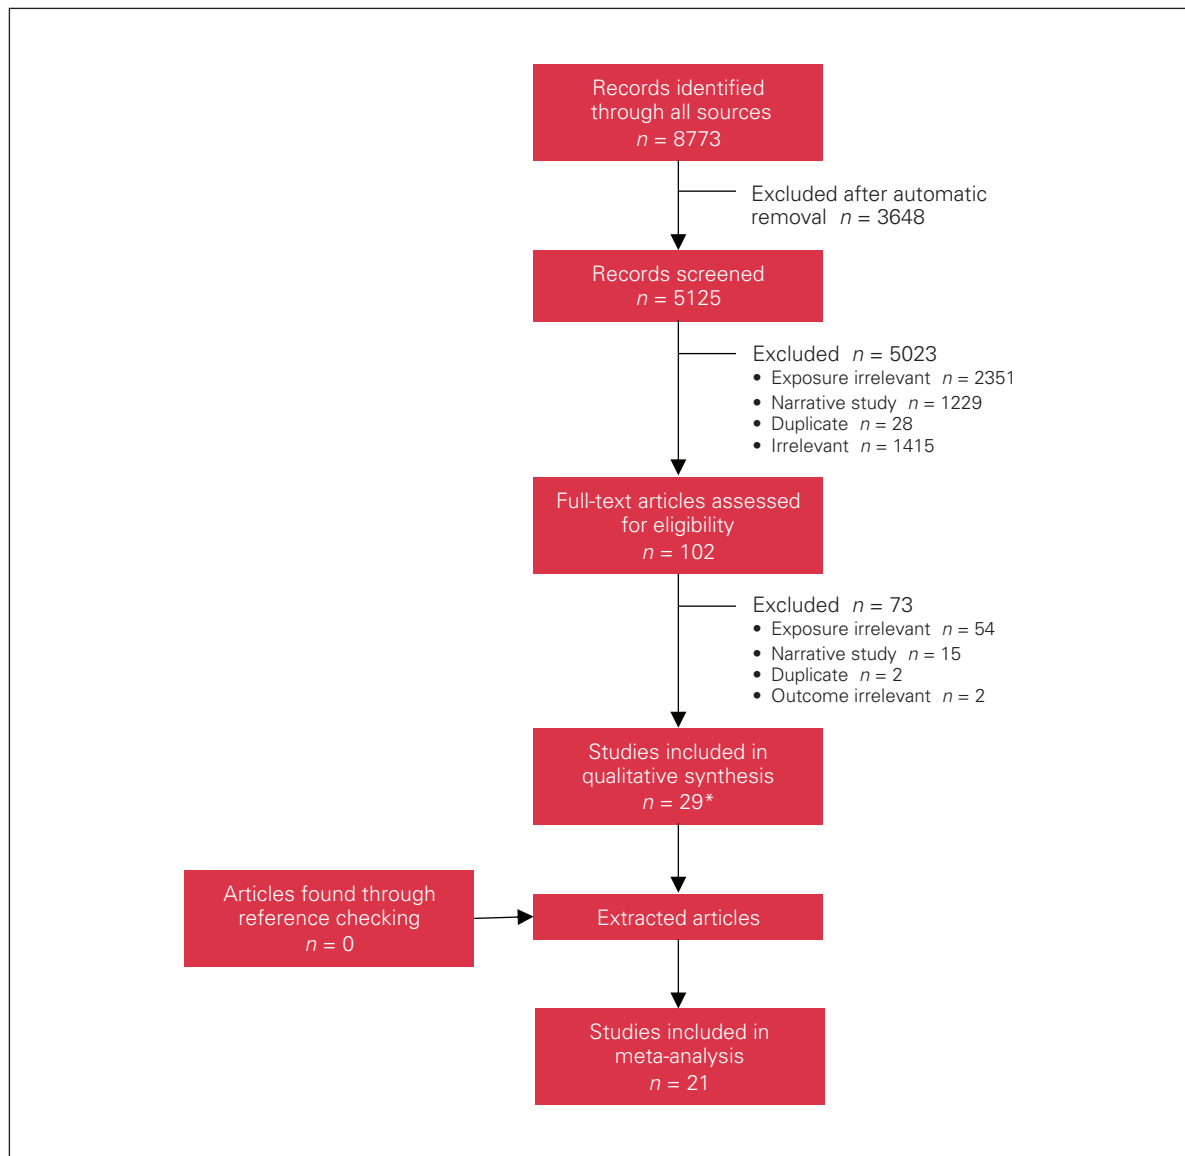 Records identified
through all sources
n = 8773
Excluded after automatic
removal n = 3648
Records screened
n = 5125
Excluded n = 5023
• Exposure irrelevant n = 2351
• Narrative study n = 1229
• Duplicate n = 28
• Irrelevant n = 1415
Full-text articles assessed
for eligibility
n = 102
Excluded n = 73
• Exposure irrelevant n = 54
• Narrative study n = 15
• Duplicate n = 2
• Outcome irrelevant n = 2
Studies included in
qualitative synthesis
n = 29*
Articles found through
reference checking
n = 0
Extracted articles
Studies included in
meta-analysis
n = 21